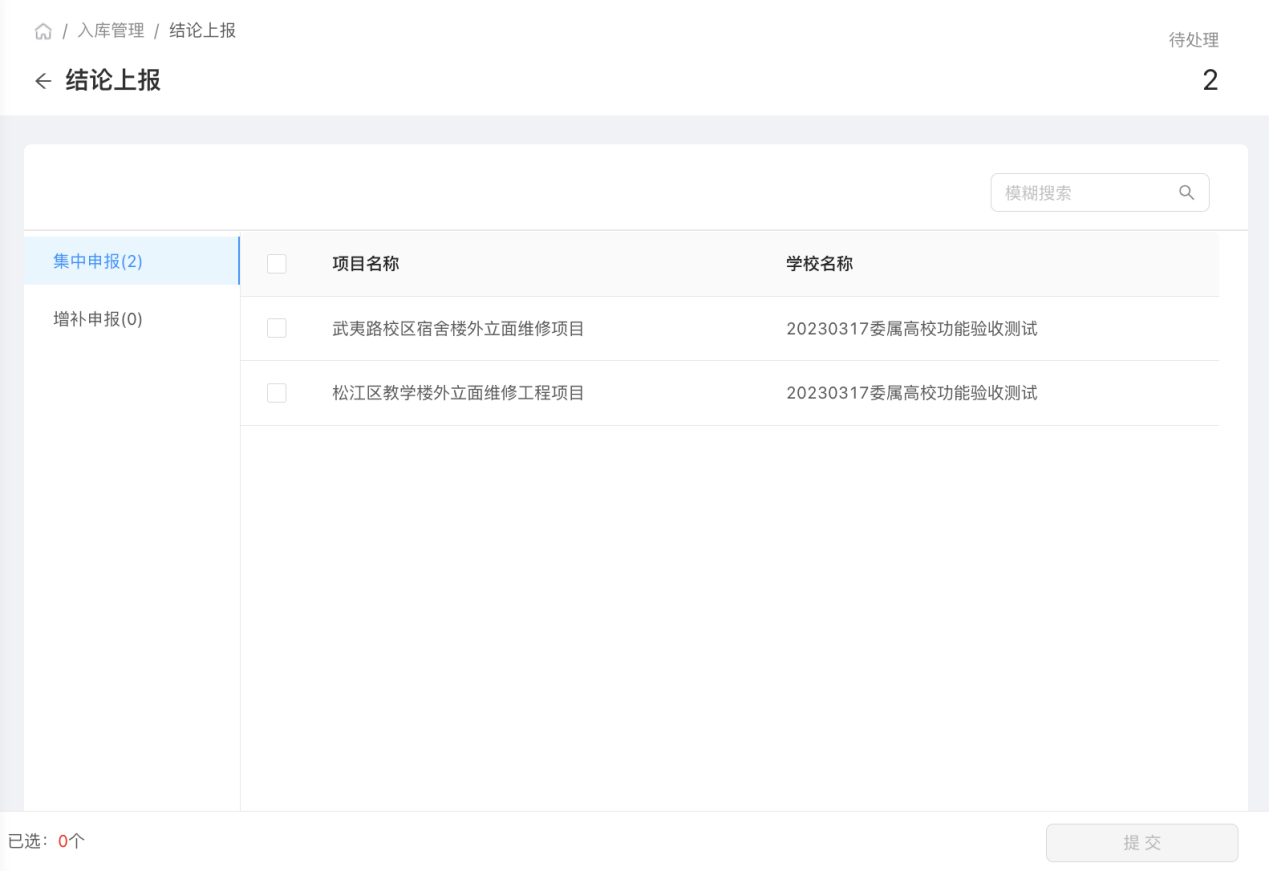 / 入库管理 / 结论上报
待处理
← 结论上报
2
模糊搜索
集中申报(2)
增补申报(0)
项目名称 学校名称
武夷路校区宿舍楼外立面维修项目 20230317委属高校功能验收测试
松江区教学楼外立面维修工程项目 20230317委属高校功能验收测试
已选：0个
提交